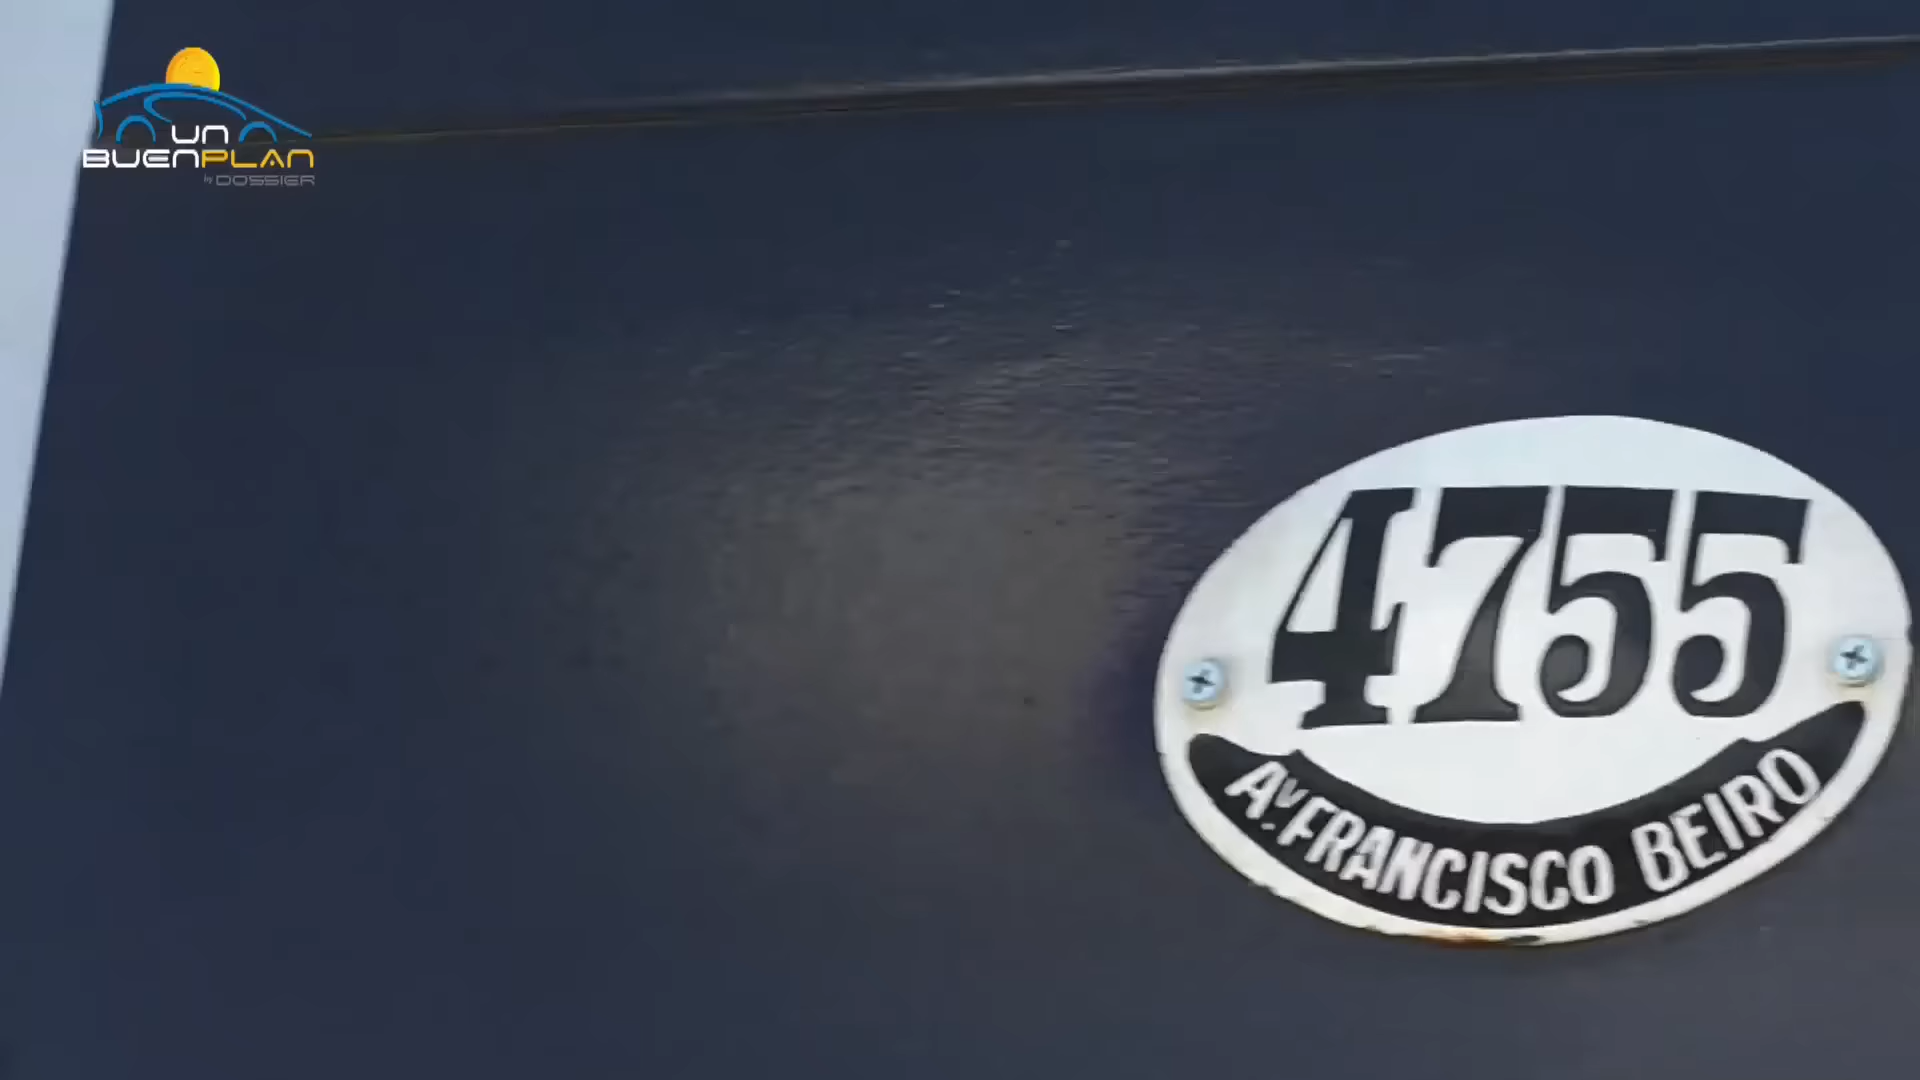 UN
BUENPLAN
by DOSSIER
4755
Av. FRANCISCO BEIRO